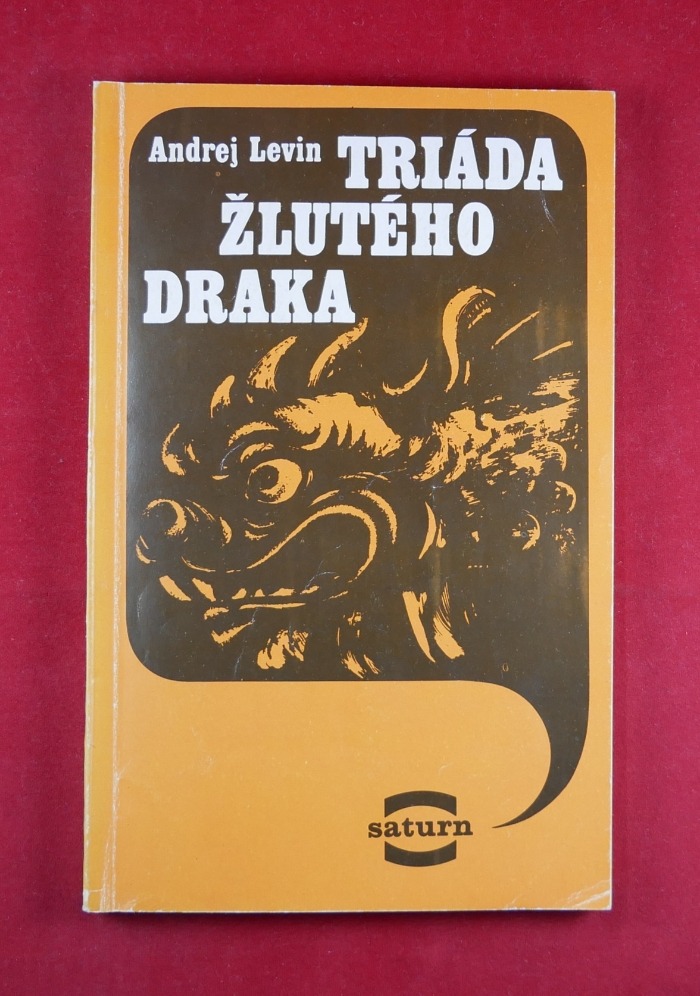 Andrej Levin TRIÁDA
ŽLUTÉHO
DRAKA
saturn